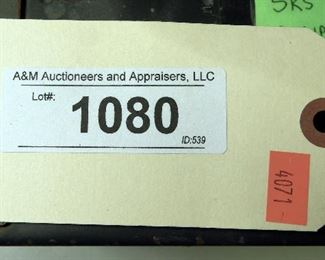 SKS
A&M Auctioneers and Appraisers, LLC
Lot#:
1080
ID:539
4071